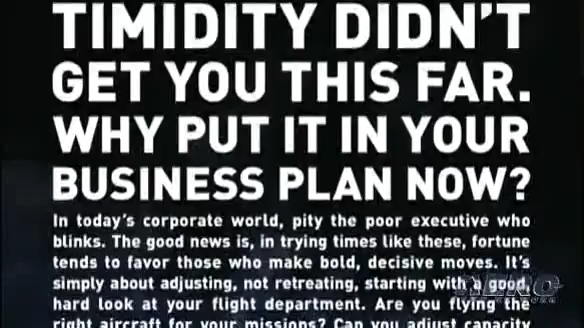 TIMIDITY DIDN'T
GET YOU THIS FAR.
WHY PUT IT IN YOUR
BUSINESS PLAN NOW?
In today's corporate world, pity the poor executive who
blinks. The good news is, in trying times like these, fortune
tends to favor those who make bold, decisive moves. It's
simply about adjusting, not retreating, starting with a good,
hard look at your flight department. Are you flying the
right aircraft for your missions? Can you adjust capacity